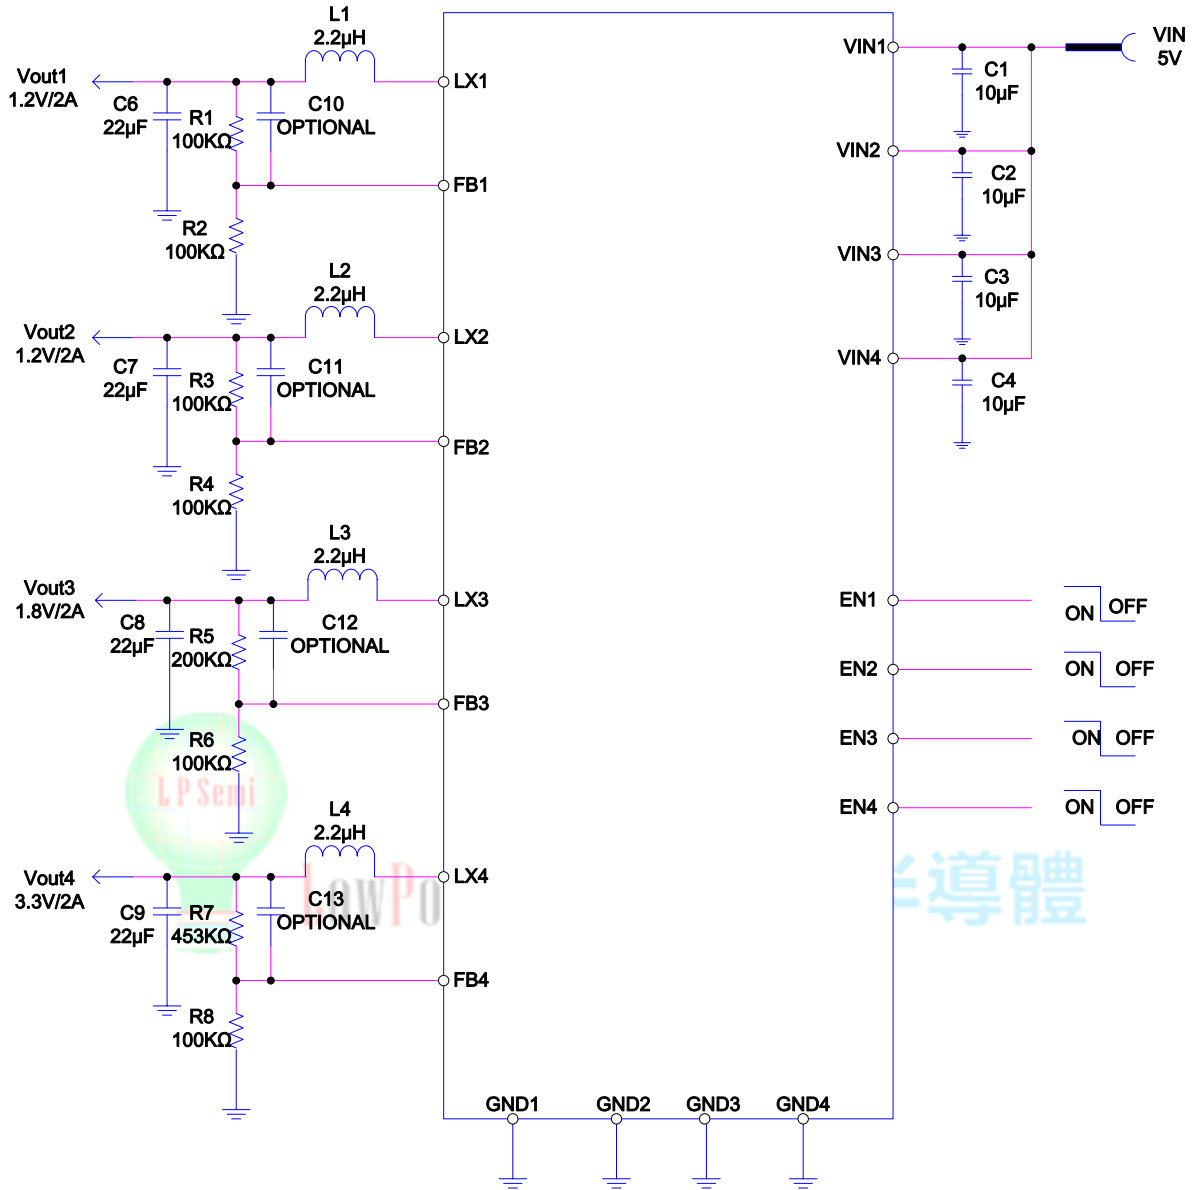 L1
2.2µH
Vout1
1.2V/2A
C6
22µF
R1
100KΩ
C10
OPTIONAL
LX1
FB1
R2
100KΩ
L2
2.2µH
Vout2
1.2V/2A
C7
22µF
R3
100KΩ
C11
OPTIONAL
LX2
FB2
R4
100KΩ
L3
2.2µH
Vout3
1.8V/2A
C8
22µF
R5
200KΩ
C12
OPTIONAL
LX3
FB3
R6
100KΩ
LP Semi
L4
2.2µH
Vout4
3.3V/2A
C9
22µF
R7
453KΩ
C13
OPTIONAL
LowPo
LX4
FB4
R8
100KΩ
VIN1
VIN
5V
C1
10µF
VIN2
C2
10µF
VIN3
C3
10µF
VIN4
C4
10µF
EN1
ON OFF
EN2
ON OFF
EN3
ON OFF
EN4
ON OFF
半導體
GND1 GND2 GND3 GND4